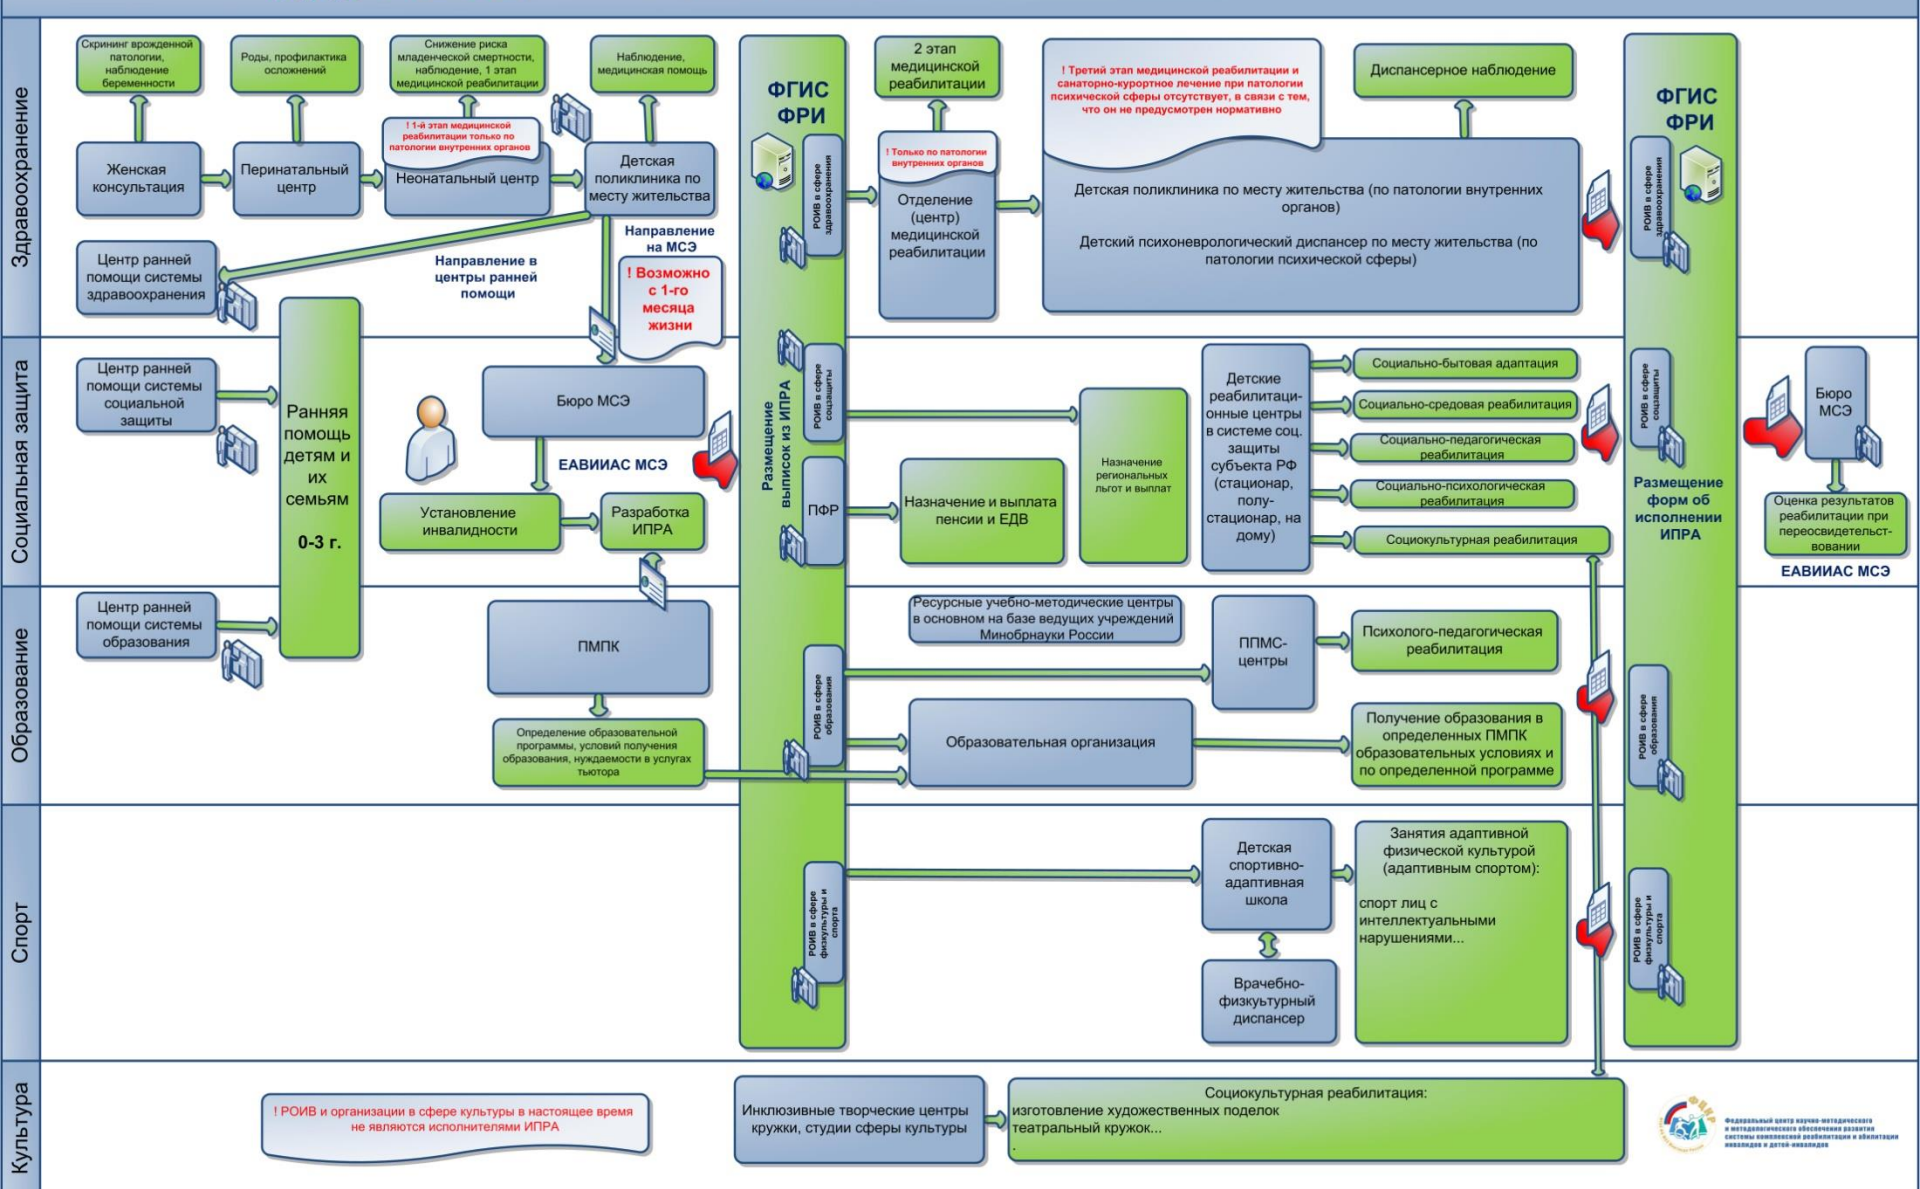 Здравоохранение
Скрининг врожденной
патологии,
наблюдение
беременности
Роды, профилактика
осложнений
Снижение риска
младенческой смертности,
наблюдение, 1 этап
медицинской реабилитации
Наблюдение,
медицинская помощь
! 1-й этап медицинской
реабилитации только по
патологии внутренних органов
Женская
консультация
Перинатальный
центр
Неонатальный центр
Детская
поликлиника по
месту жительства
Направление
на МСЭ
Направление в
центры ранней
помощи
! Возможно
с 1-го
месяца
жизни
Центр ранней
помощи системы
здравоохранения
ФГИС
ФРИ
РОИВ в сфере
здравоохранения
2 этап
медицинской
реабилитации
! Только по патологии
внутренних органов
Отделение
(центр)
медицинской
реабилитации
! Третий этап медицинской реабилитации и
санаторно-курортное лечение при патологии
психической сферы отсутствует, в связи с тем,
что он не предусмотрен нормативно
Диспансерное наблюдение
Детская поликлиника по месту жительства (по патологии внутренних
органов)
Детский психоневрологический диспансер по месту жительства (по
патологии психической сферы)
ФГИС
ФРИ
РОИВ в сфере
здравоохранения
Социальная защита
Центр ранней
помощи системы
социальной
защиты
Ранняя
помощь
детям и
их
семьям
0-3 г.
Бюро МСЭ
ЕАВИИАС МСЭ
Установление
инвалидности
Разработка
ИПРА
Размещение
выписок из ИПРА
РОИВ в сфере
соцзащиты
ПФР
Назначение и выплата
пенсии и ЕДВ
Назначение
региональных
льгот и выплат
Детские
реабилитаци-
онные центры
в системе соц.
защиты
субъекта РФ
(стационар,
полу-
стационар, на
дому)
Социально-бытовая адаптация
Социально-средовая реабилитация
Социально-педагогическая
реабилитация
Социально-психологическая
реабилитация
Социокультурная реабилитация
РОИВ в сфере
соцзащиты
Размещение
форм об
исполнении
ИПРА
Бюро
МСЭ
Оценка результатов
реабилитации при
переосвидетельст-
вовании
ЕАВИИАС МСЭ
Образование
Центр ранней
помощи системы
образования
ПМПК
Определение образовательной
программы, условий получения
образования, нуждаемости в услугах
тьютора
РОИВ в сфере
образования
Ресурсные учебно-методические центры
в основном на базе ведущих учреждений
Минобрнауки России
ППМС-
центры
Психолого-педагогическая
реабилитация
Образовательная организация
Получение образования в
определенных ПМПК
образовательных условиях и
по определенной программе
РОИВ в сфере
образования
Спорт
РОИВ в сфере
физкультуры и
спорта
Детская
спортивно-
адаптивная
школа
Врачебно-
физкуьтурный
диспансер
Занятия адаптивной
физической культурой
(адаптивным спортом):
спорт лиц с
интеллектуальными
нарушениями...
РОИВ в сфере
физкультуры и
спорта
Культура
! РОИВ и организации в сфере культуры в настоящее время
не являются исполнителями ИПРА
Инклюзивные творческие центры
кружки, студии сферы культуры
Социокультурная реабилитация:
изготовление художественных поделок
театральный кружок...
.
ФЦНР
Федеральный центр научно-методического
и методологического обеспечения развития
системы комплексной реабилитации и абилитации
инвалидов и детей-инвалидов